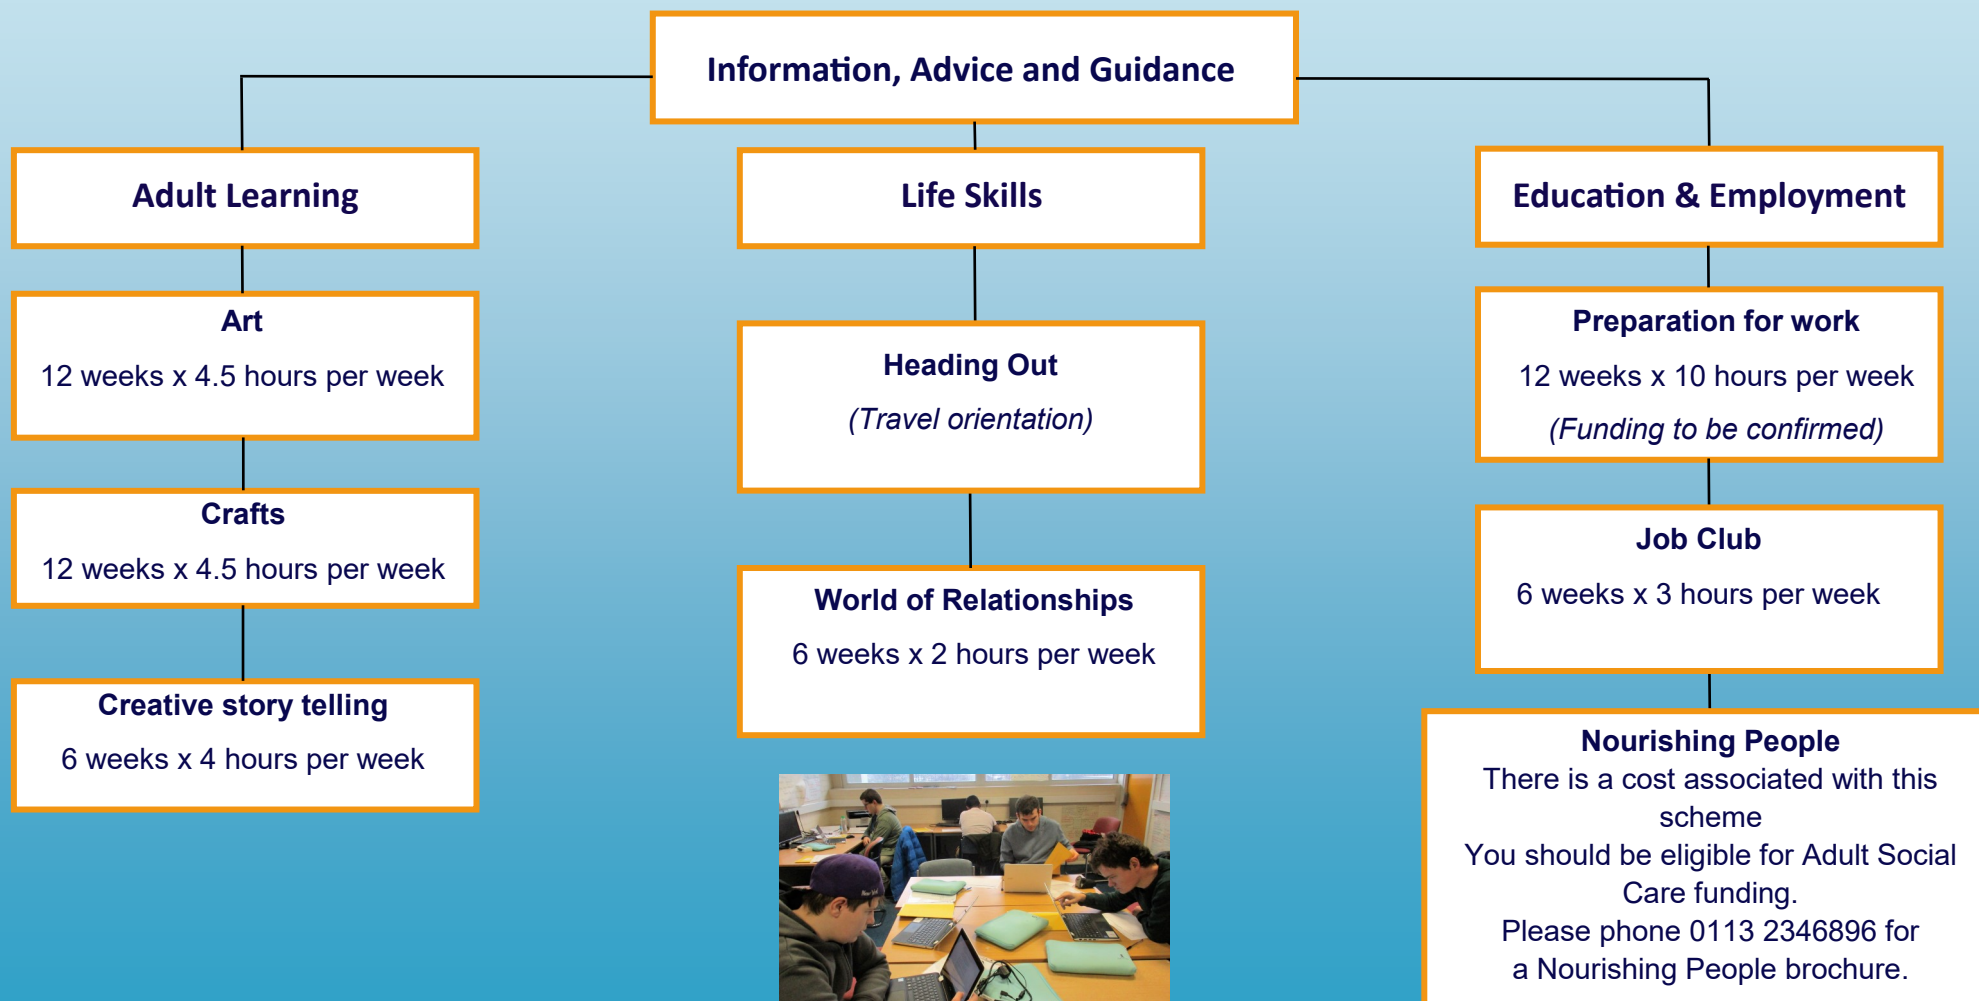 Information, Advice and Guidance
Adult Learning
Art
12 weeks x 4.5 hours per week
Crafts
12 weeks x 4.5 hours per week
Creative story telling
6 weeks x 4 hours per week
Life Skills
Heading Out
(Travel orientation)
World of Relationships
6 weeks x 2 hours per week
Education & Employment
Preparation for work
12 weeks x 10 hours per week
(Funding to be confirmed)
Job Club
6 weeks x 3 hours per week
Nourishing People
There is a cost associated with this
scheme
You should be eligible for Adult Social
Care funding.
Please phone 0113 2346896 for
a Nourishing People brochure.